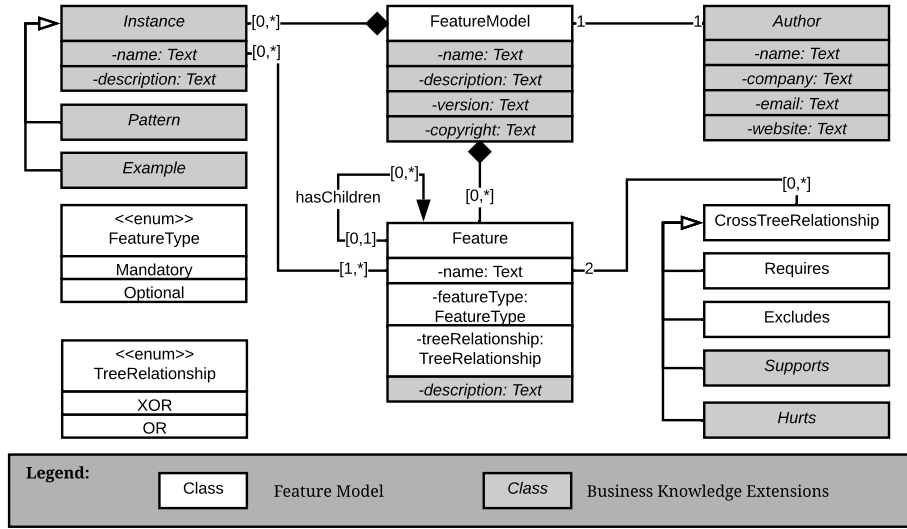 Instance
-name: Text
-description: Text
Pattern
Example
[0,*]
[0,*]
FeatureModel
-name: Text
-description: Text
-version: Text
-copyright: Text
1
1
Author
-name: Text
-company: Text
-email: Text
-website: Text
<<enum>>
FeatureType
Mandatory
Optional
<<enum>>
TreeRelationship
XOR
OR
hasChildren
[0,*]
[0,1]
[0,*]
[1,*]
Feature
-name: Text
-featureType:
FeatureType
-treeRelationship:
TreeRelationship
-description: Text
2
[0,*]
CrossTreeRelationship
Requires
Excludes
Supports
Hurts
Legend:
Class
Feature Model
Class
Business Knowledge Extensions